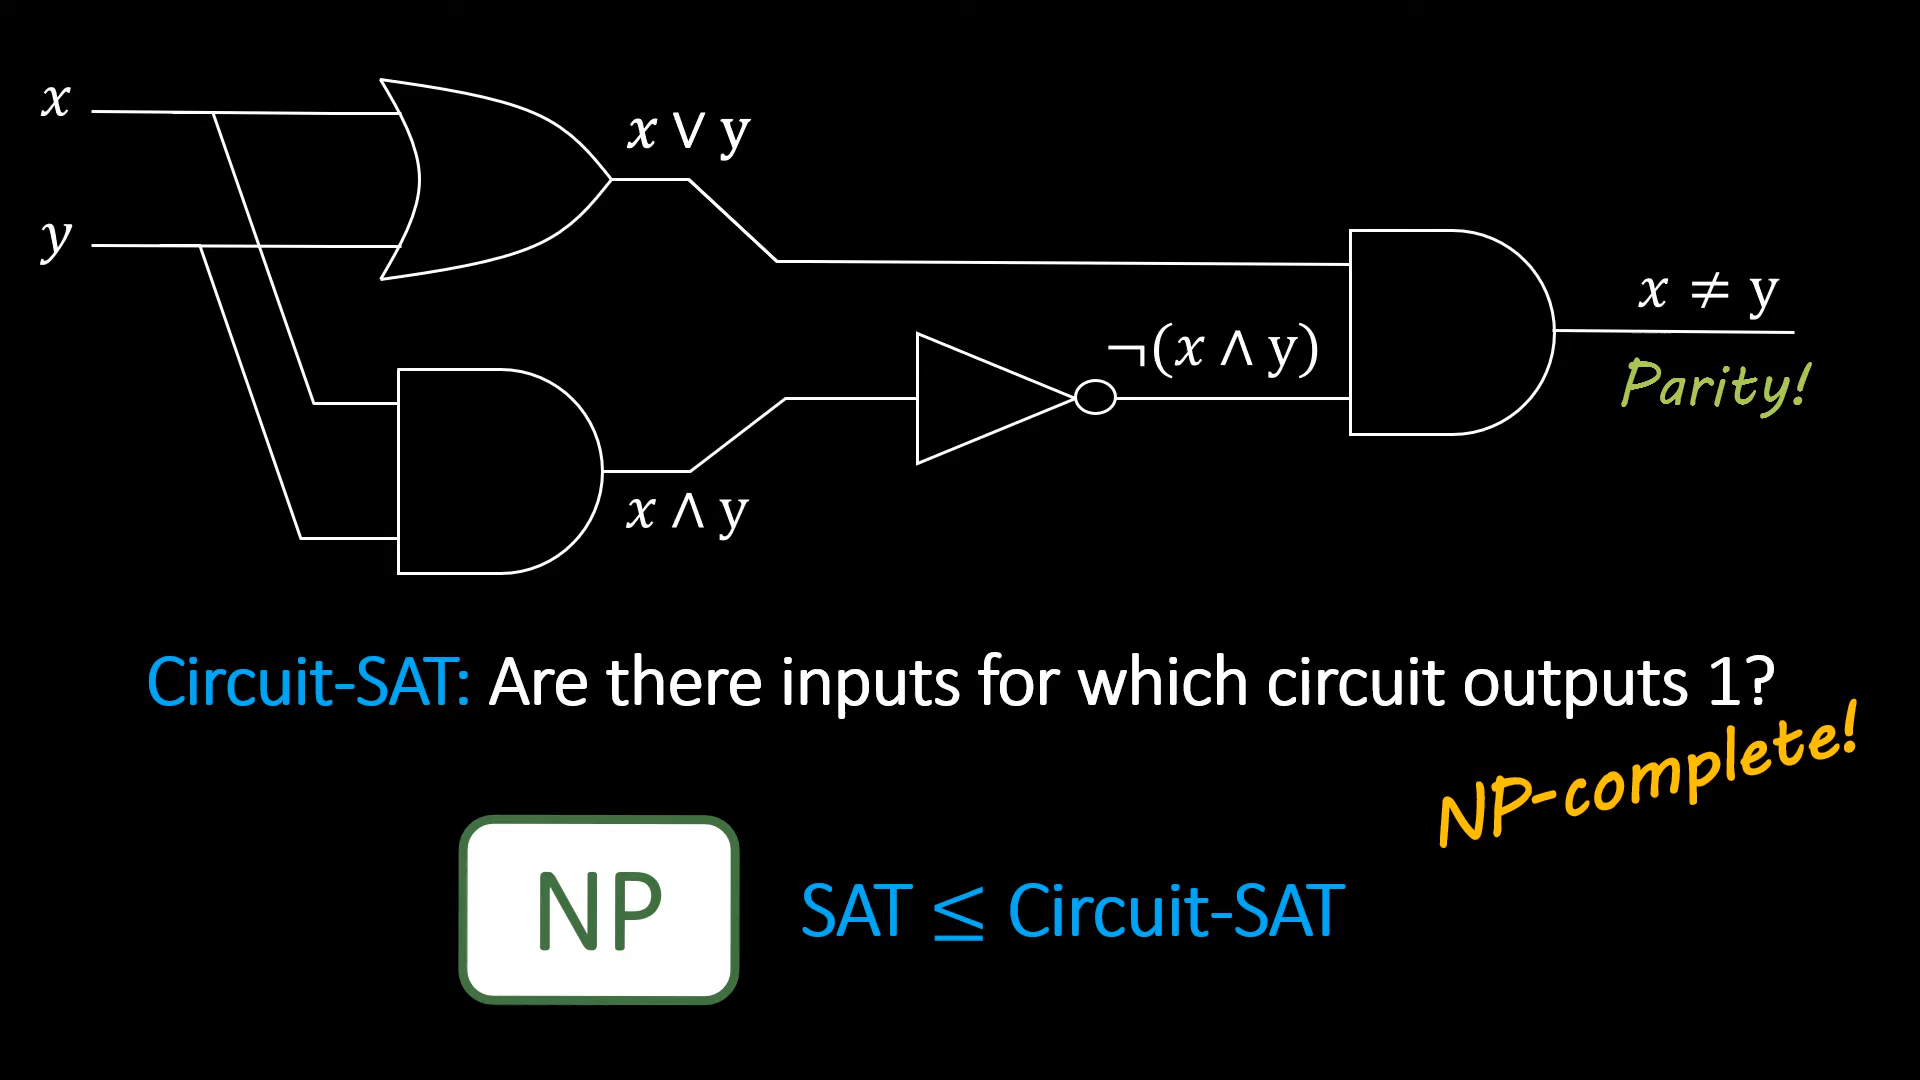 x
x ∨ y
y
x ≠ y
¬(x ∧ y)
Parity!
x ∧ y
Circuit-SAT: Are there inputs for which circuit outputs 1?
NP-complete!
NP
SAT ≤ Circuit-SAT